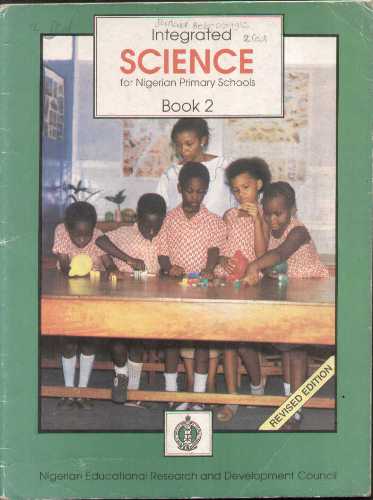 Integrated
SCIENCE
for Nigerian Primary Schools
Book 2
REVISED EDITION
Nigerian Educational Research and Development Council